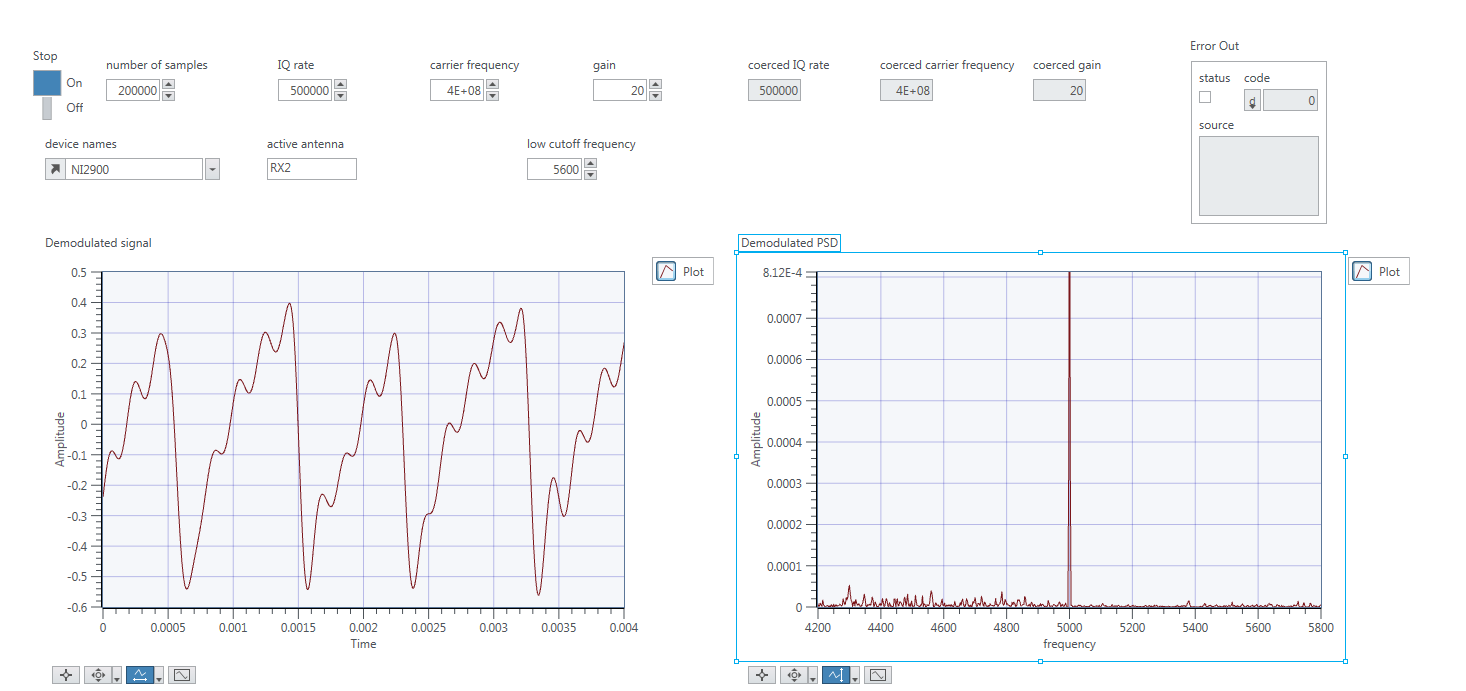 Stop
On
Off
number of samples
200000
IQ rate
500000
carrier frequency
4E+08
gain
20
coerced IQ rate
500000
coerced carrier frequency
4E+08
coerced gain
20
Error Out
status
code
d
0
source
device names
NI2900
active antenna
RX2
low cutoff frequency
5600
Demodulated signal
Plot
Amplitude
0.5
0.4
0.3
0.2
0.1
0
-0.1
-0.2
-0.3
-0.4
-0.5
-0.6
0 0.0005 0.001 0.0015 0.002 0.0025 0.003 0.0035 0.004
Time
Demodulated PSD
Plot
Amplitude
8.12E-4
0.0007
0.0006
0.0005
0.0004
0.0003
0.0002
0.0001
0
4200 4400 4600 4800 5000 5200 5400 5600 5800
frequency